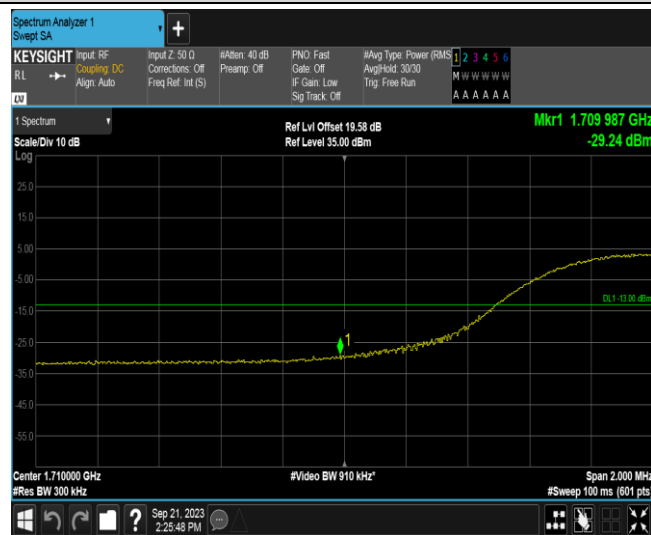 Spectrum Analyzer 1
Swept SA
+
KEYSIGHT Input: RF
RL Coupling: DC
Align: Auto
Input Z: 50 Ω
Corrections: Off
Freq Ref: Int (S)
#Atten: 40 dB
Preamp: Off
PNO: Fast
Gate: Off
IF Gain: Low
Sig Track: Off
#Avg Type: Power (RMS
Avg|Hold: 30/30
Trig: Free Run
1 2 3 4 5 6
M W W W W W
A A A A A A
1 Spectrum
Scale/Div 10 dB
Ref Lvl Offset 19.58 dB
Ref Level 35.00 dBm
Mkr1 1.709 987 GHz
-29.24 dBm
Log
25.0
15.0
5.00
-5.00
DL1 -13.00 dBm
-15.0
1
-25.0
-35.0
-45.0
-55.0
Center 1.710000 GHz
#Video BW 910 kHz*
Span 2.000 MHz
#Res BW 300 kHz
#Sweep 100 ms (601 pts
?
Sep 21, 2023
2:25:48 PM